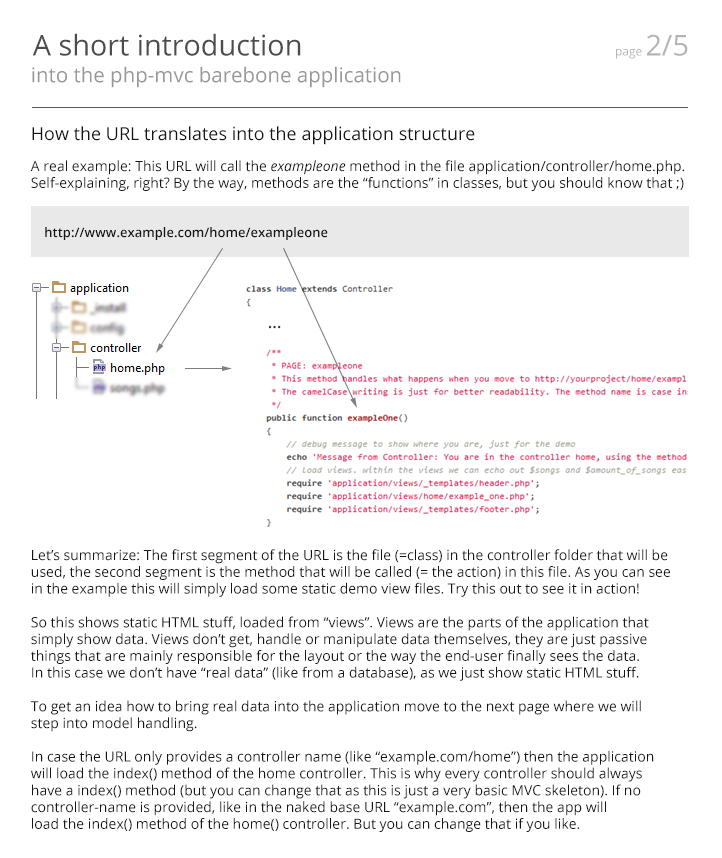 A short introduction
page 2/5
into the php-mvc barebone application
How the URL translates into the application structure
A real example: This URL will call the exampleone method in the file application/controller/home.php.
Self-explaining, right? By the way, methods are the “functions” in classes, but you should know that ;)
http://www.example.com/home/exampleone
application
_install
config
controller
php home.php
songs.php
class Home extends Controller
{
...
/**
* PAGE: exampleone
* This method handles what happens when you move to http://yourproject/home/exampl
* The camelCase writing is just for better readability. The method name is case in
*/
public function exampleOne()
{
// debug message to show where you are, just for the demo
echo 'Message from Controller: You are in the controller home, using the method
// load views. within the views we can echo out $songs and $amount_of_songs eas
require 'application/views/_templates/header.php';
require 'application/views/home/example_one.php';
require 'application/views/_templates/footer.php';
}
Let’s summarize: The first segment of the URL is the file (=class) in the controller folder that will be
used, the second segment is the method that will be called (= the action) in this file. As you can see
in the example this will simply load some static demo view files. Try this out to see it in action!
So this shows static HTML stuff, loaded from “views”. Views are the parts of the application that
simply show data. Views don’t get, handle or manipulate data themselves, they are just passive
things that are mainly responsible for the layout or the way the end-user finally sees the data.
In this case we don’t have “real data” (like from a database), as we just show static HTML stuff.
To get an idea how to bring real data into the application move to the next page where we will
step into model handling.
In case the URL only provides a controller name (like “example.com/home”) then the application
will load the index() method of the home controller. This is why every controller should always
have a index() method (but you can change that as this is just a very basic MVC skeleton). If no
controller-name is provided, like in the naked base URL “example.com”, then the app will
load the index() method of the home() controller. But you can change that if you like.